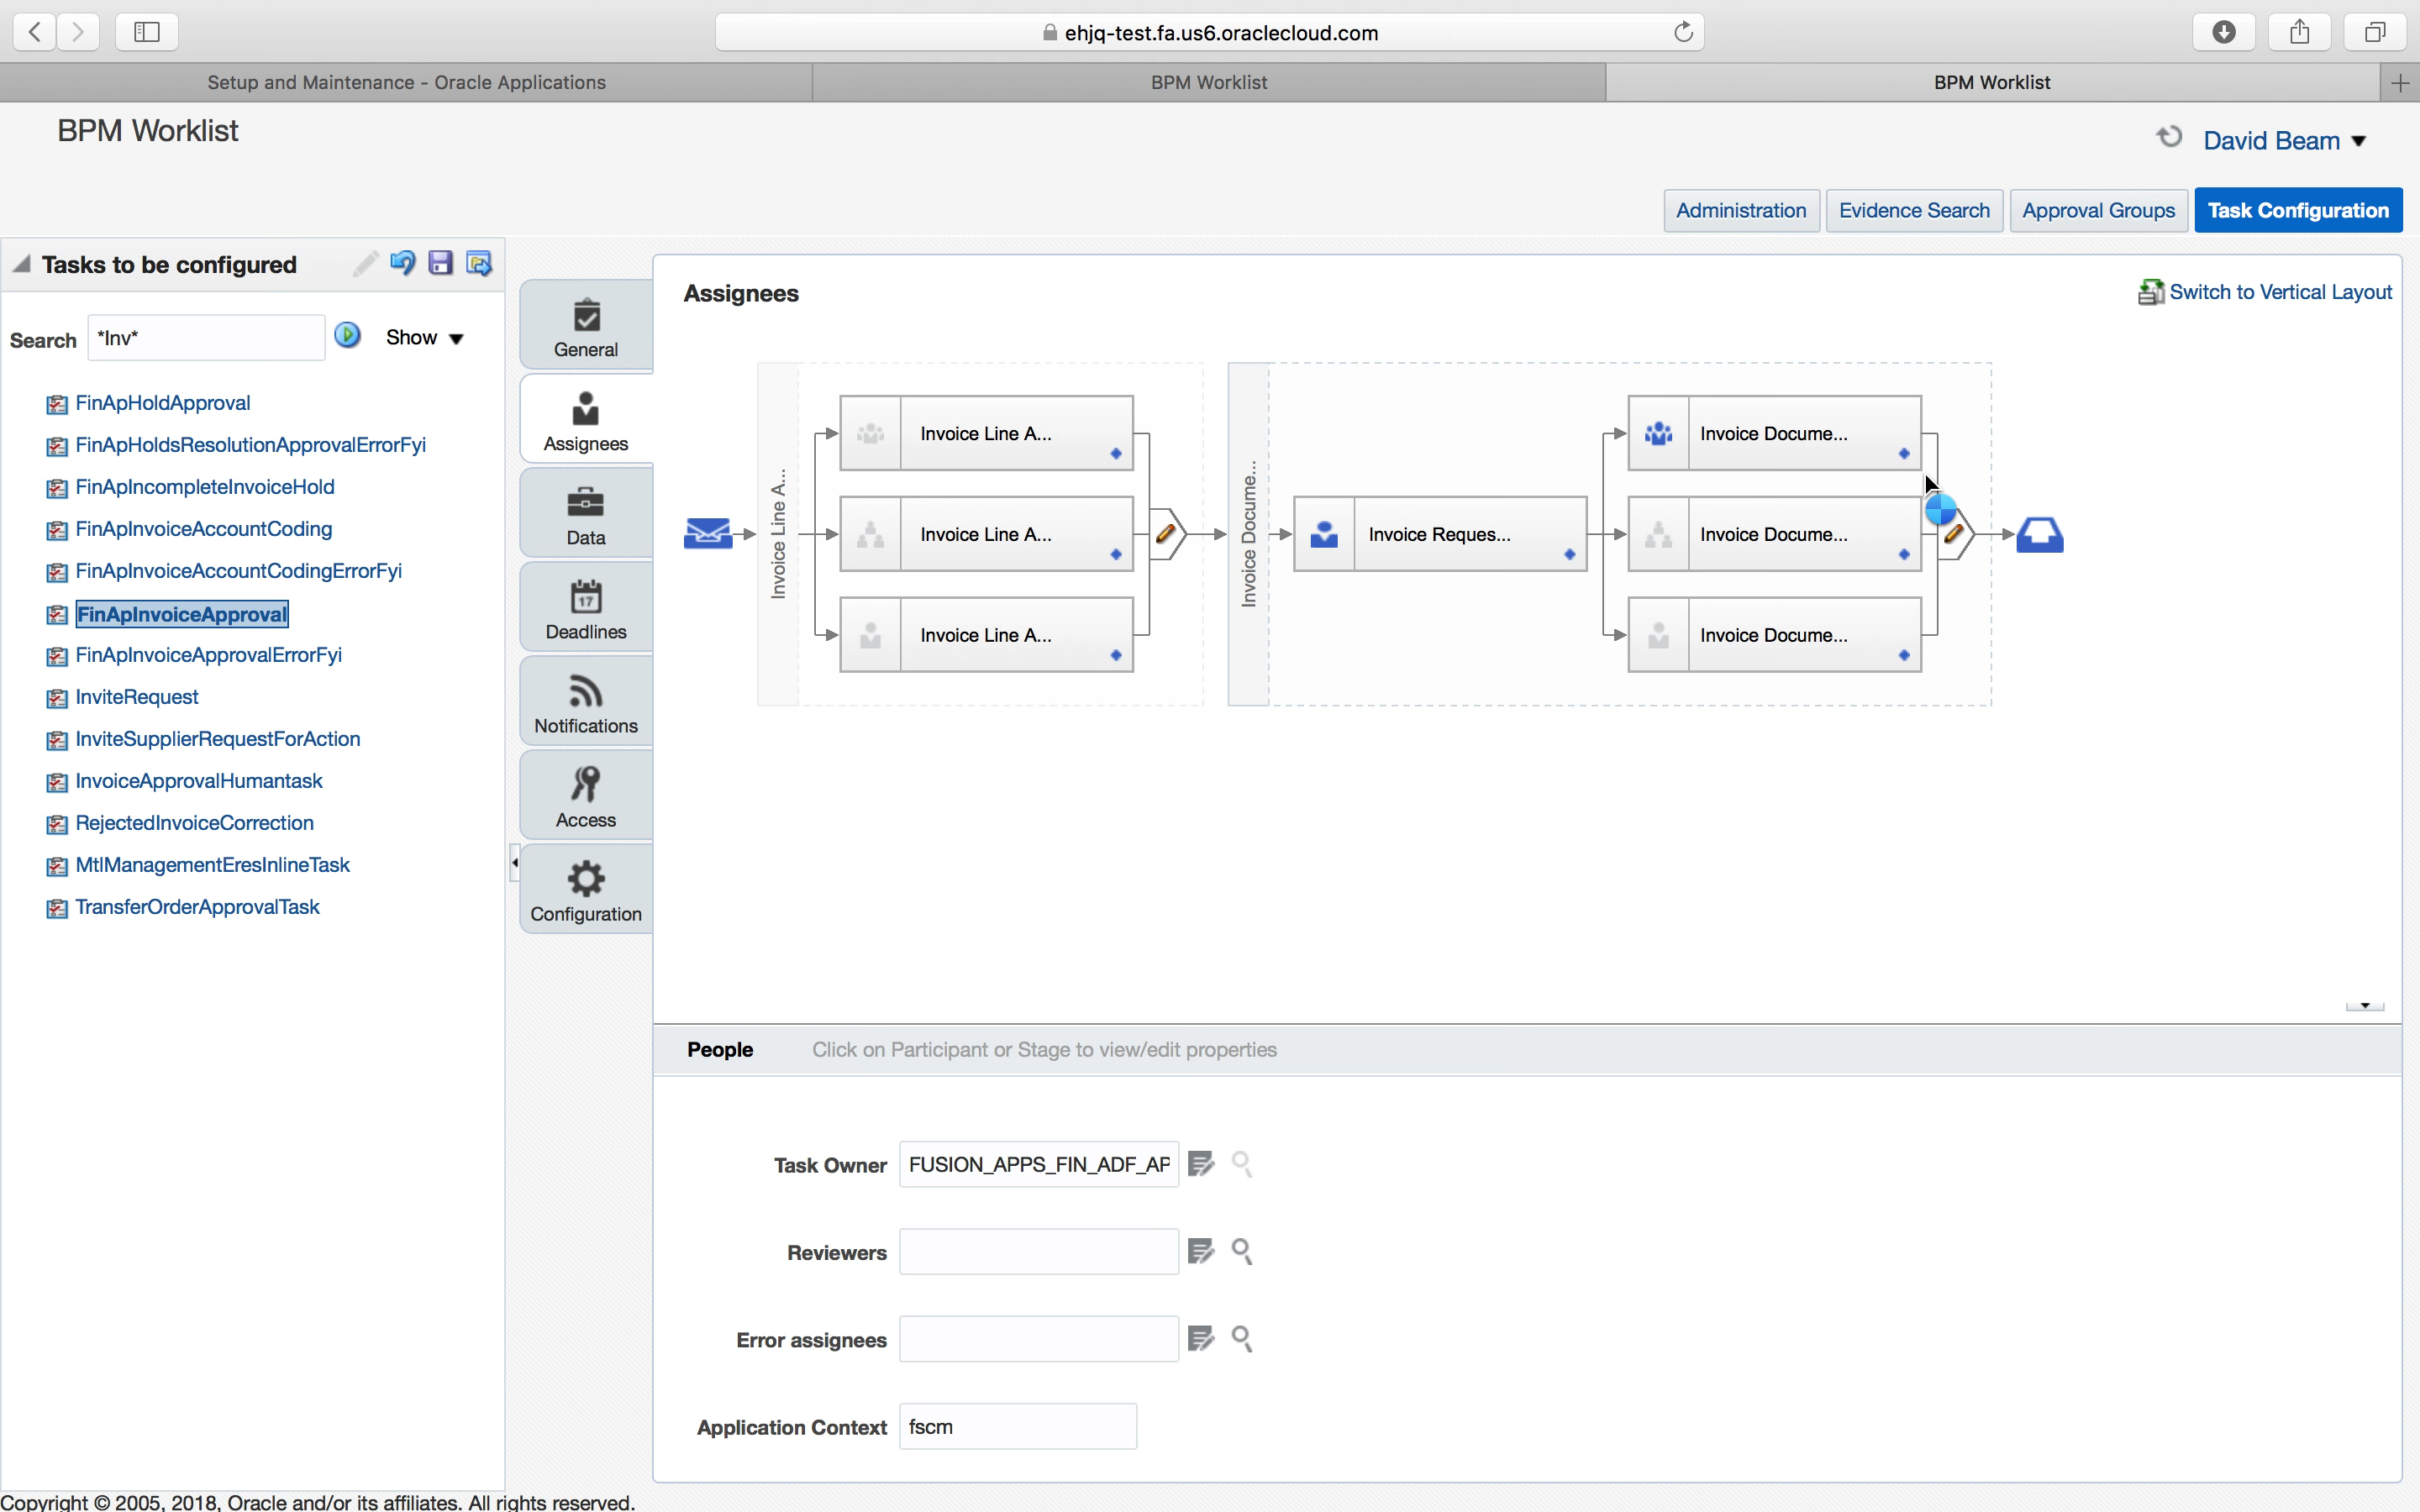 ehjq-test.fa.us6.oraclecloud.com
Setup and Maintenance - Oracle Applications
BPM Worklist
BPM Worklist
BPM Worklist
David Beam
Administration
Evidence Search
Approval Groups
Task Configuration
Tasks to be configured
Search
*Inv*
Show
FinApHoldApproval
FinApHoldsResolutionApprovalErrorFyi
FinApIncompleteInvoiceHold
FinApInvoiceAccountCoding
FinApInvoiceAccountCodingErrorFyi
FinApInvoiceApproval
FinApInvoiceApprovalErrorFyi
InviteRequest
InviteSupplierRequestForAction
InvoiceApprovalHumantask
RejectedInvoiceCorrection
MtlManagementEresInlineTask
TransferOrderApprovalTask
General
Assignees
Data
Deadlines
17
Notifications
Access
Configuration
Assignees
Switch to Vertical Layout
Invoice Line A...
Invoice Line A...
Invoice Line A...
Invoice Line A...
Invoice Docume...
Invoice Reques...
Invoice Docume...
Invoice Docume...
Invoice Docume...
People
Click on Participant or Stage to view/edit properties
Task Owner
FUSION_APPS_FIN_ADF_AP
Reviewers
Error assignees
Application Context
fscm
Copyright © 2005, 2018, Oracle and/or its affiliates. All rights reserved.